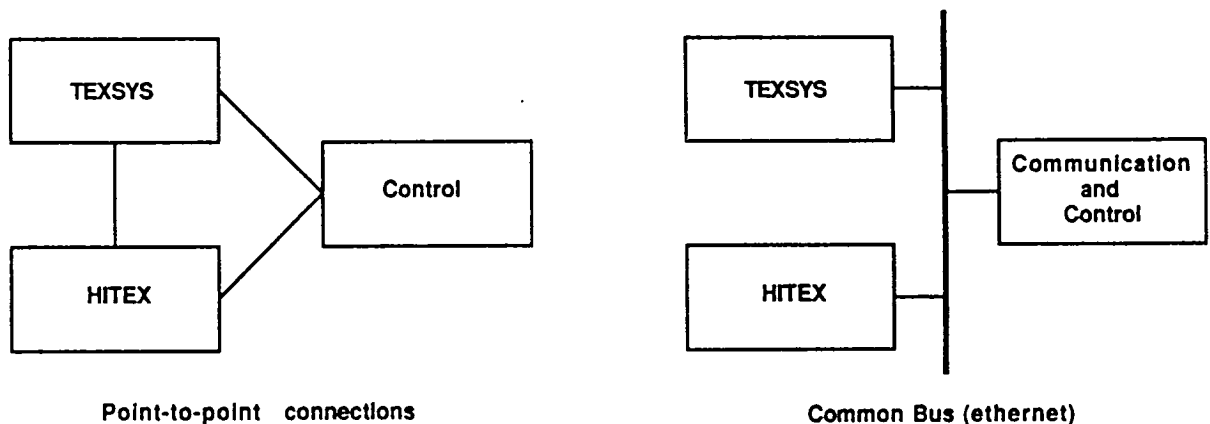 TEXSYS
Control
HITEX
Point-to-point connections
TEXSYS
Communication
and
Control
HITEX
Common Bus (ethernet)